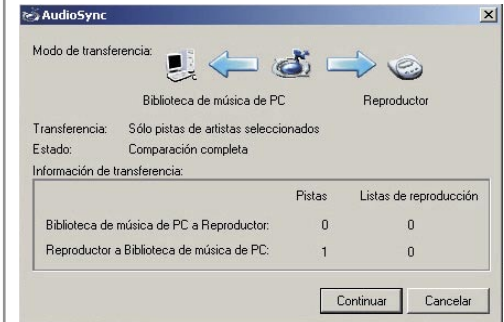 AudioSync
Modo de transferencia:
Biblioteca de música de PC Reproductor
Transferencia: Sólo pistas de artistas seleccionados
Estado: Comparación completa
Información de transferencia:
Pistas Listas de reproducción
Biblioteca de música de PC a Reproductor: 0 0
Reproductor a Biblioteca de música de PC: 1 0
Continuar Cancelar